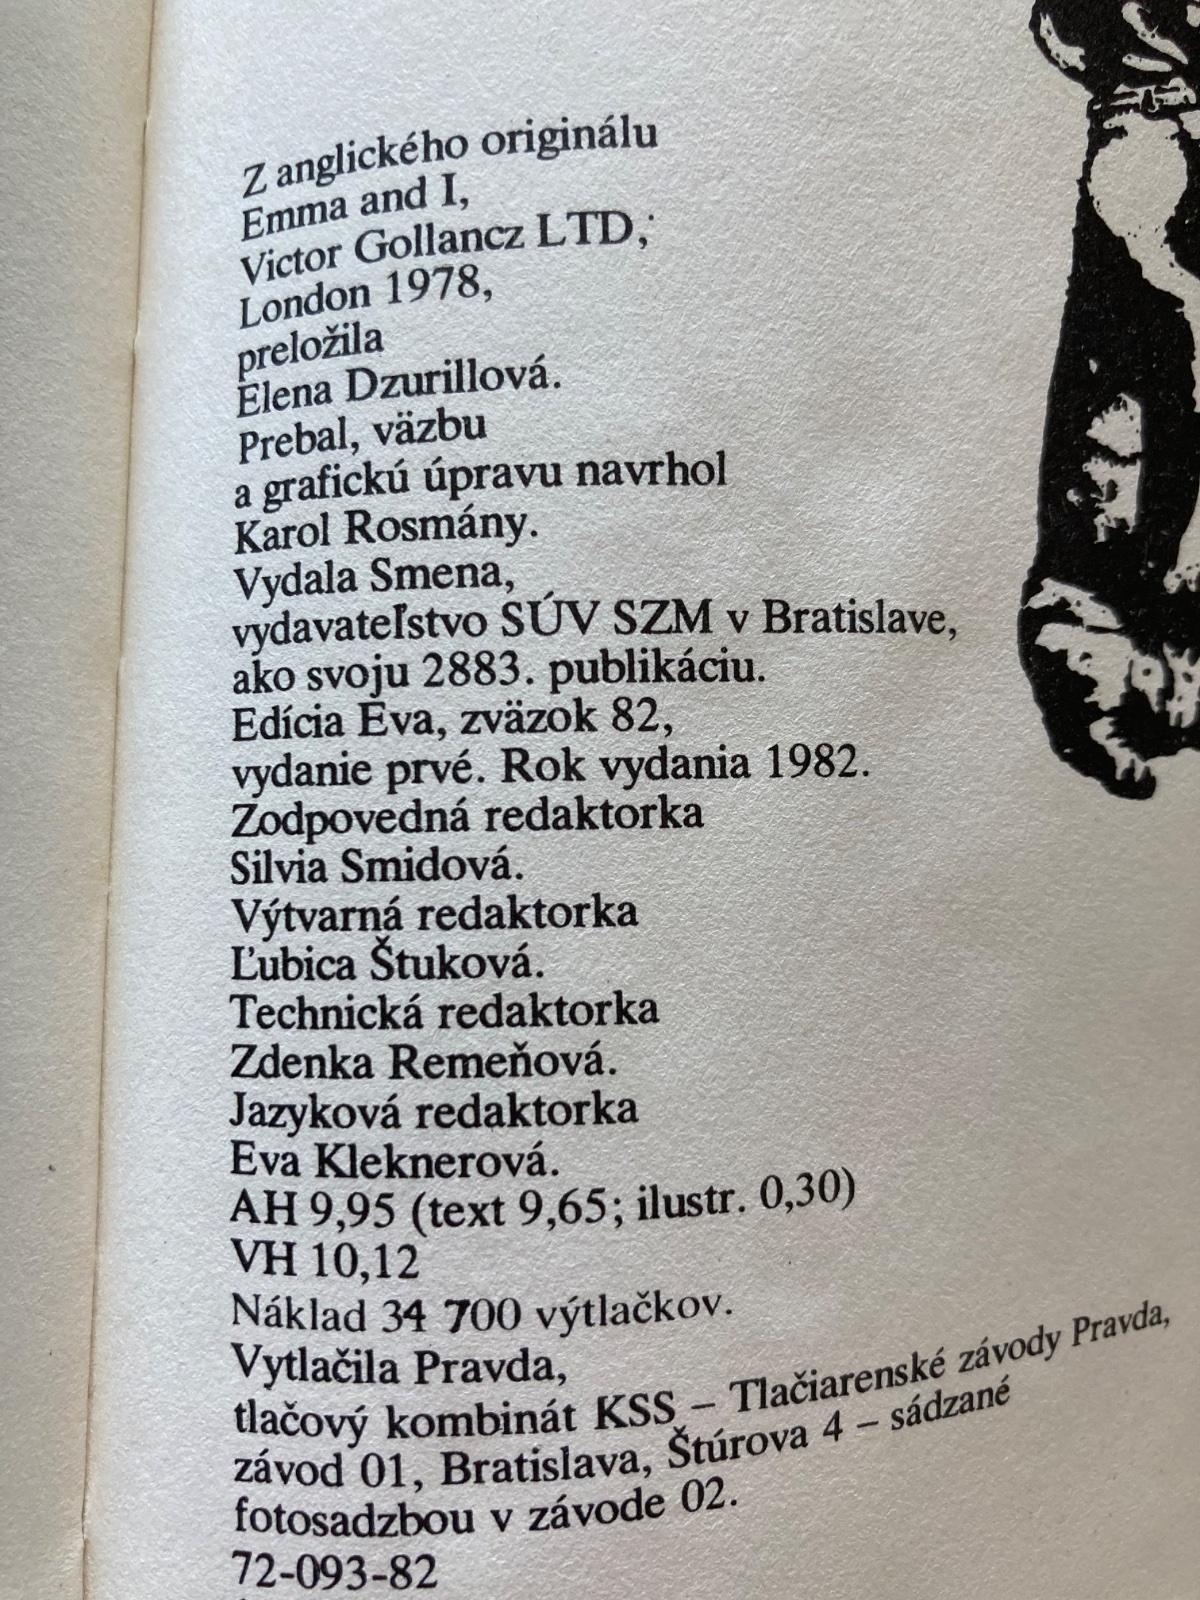 Z anglického originálu
Emma and I,
Victor Gollancz LTD,
London 1978,
preložila
Elena Dzurillová.
Prebal, väzbu
a grafickú úpravu navrhol
Karol Rosmány.
Vydala Smena,
vydavateľstvo SÚV SZM v Bratislave,
ako svoju 2883. publikáciu.
Edícia Eva, zväzok 82,
vydanie prvé. Rok vydania 1982.
Zodpovedná redaktorka
Silvia Smidová.
Výtvarná redaktorka
Ľubica Štuková.
Technická redaktorka
Zdenka Remeňová.
Jazyková redaktorka
Eva Kleknerová.
AH 9,95 (text 9,65; ilustr. 0,30)
VH 10,12
Náklad 34 700 výtlačkov.
Vytlačila Pravda,
tlačový kombinát KSS – Tlačiarenské závody Pravda,
závod 01, Bratislava, Štúrova 4 – sádzané
fotosadzbou v závode 02.
72-093-82